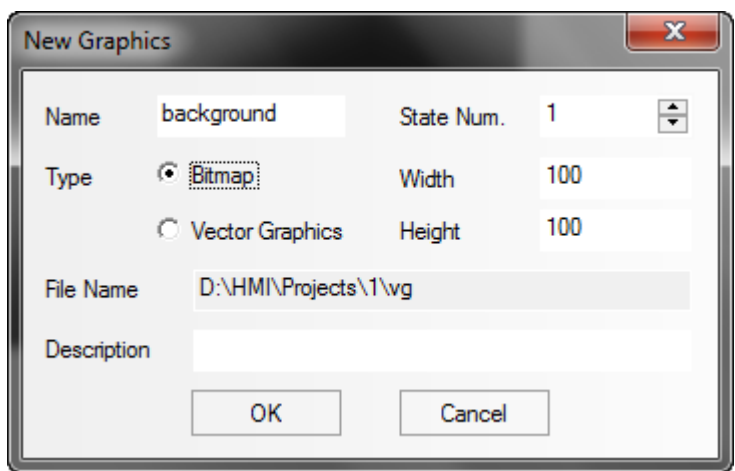 New Graphics
Name background State Num. 1
Type Bitmap Width 100
Vector Graphics Height 100
File Name D:\HMI\Projects\1\vg
Description
OK Cancel